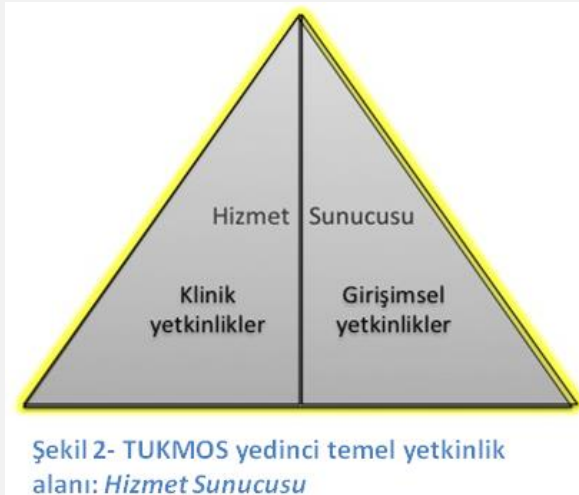 Hizmet Sunucusu
Klinik yetkinlikler
Girişimsel yetkinlikler
Şekil 2- TUKMOS yedinci temel yetkinlik
alanı: Hizmet Sunucusu